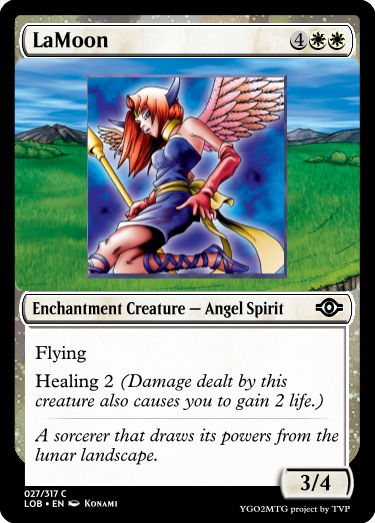 LaMoon 4
Enchantment Creature — Angel Spirit
Flying
Healing 2 (Damage dealt by this
creature also causes you to gain 2 life.)
A sorcerer that draws its powers from the
lunar landscape.
3/4
027/317 C
LOB • EN Konami
YGO2MTG project by TVP